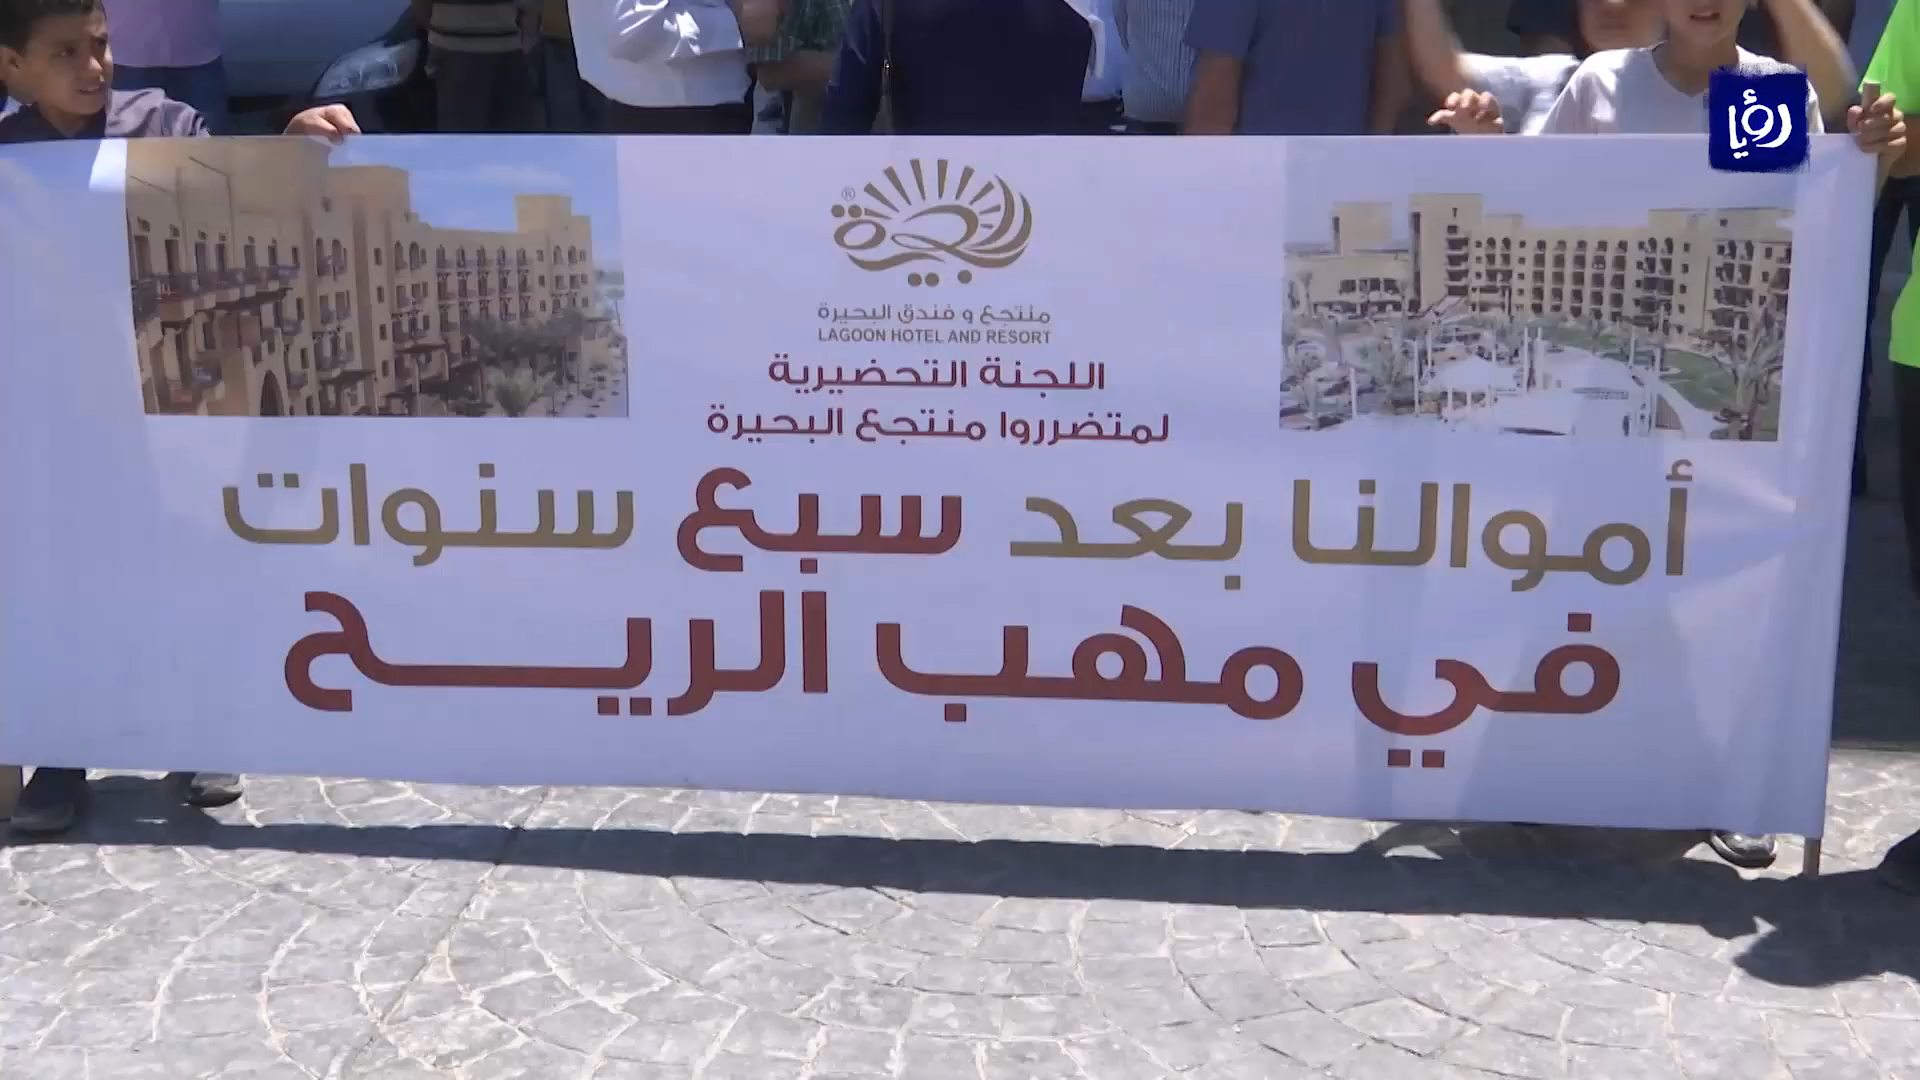 رؤيا
البحيرة
®
منتجع و فندق البحيرة
LAGOON HOTEL AND RESORT
اللجنة التحضيرية
لمتضرروا منتجع البحيرة
أموالنا بعد سبع سنوات
في مهب الريـــح